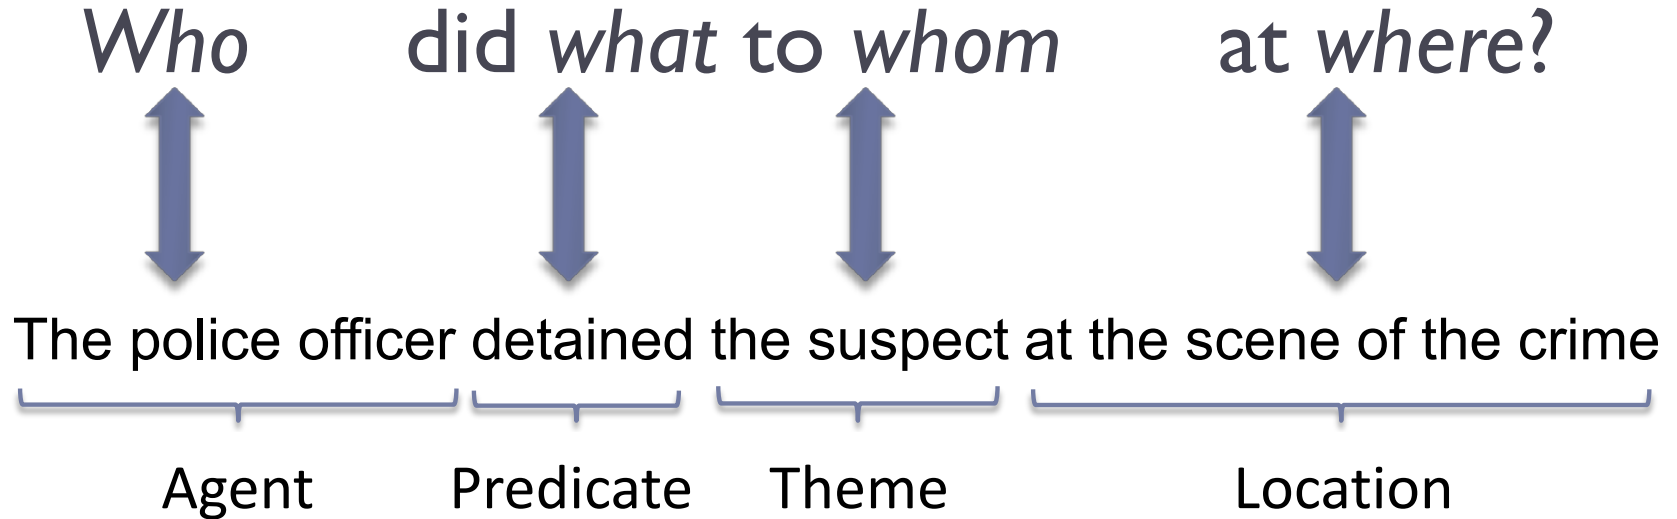 Who did what to whom at where?
The police officer detained the suspect at the scene of the crime
Agent Predicate Theme Location